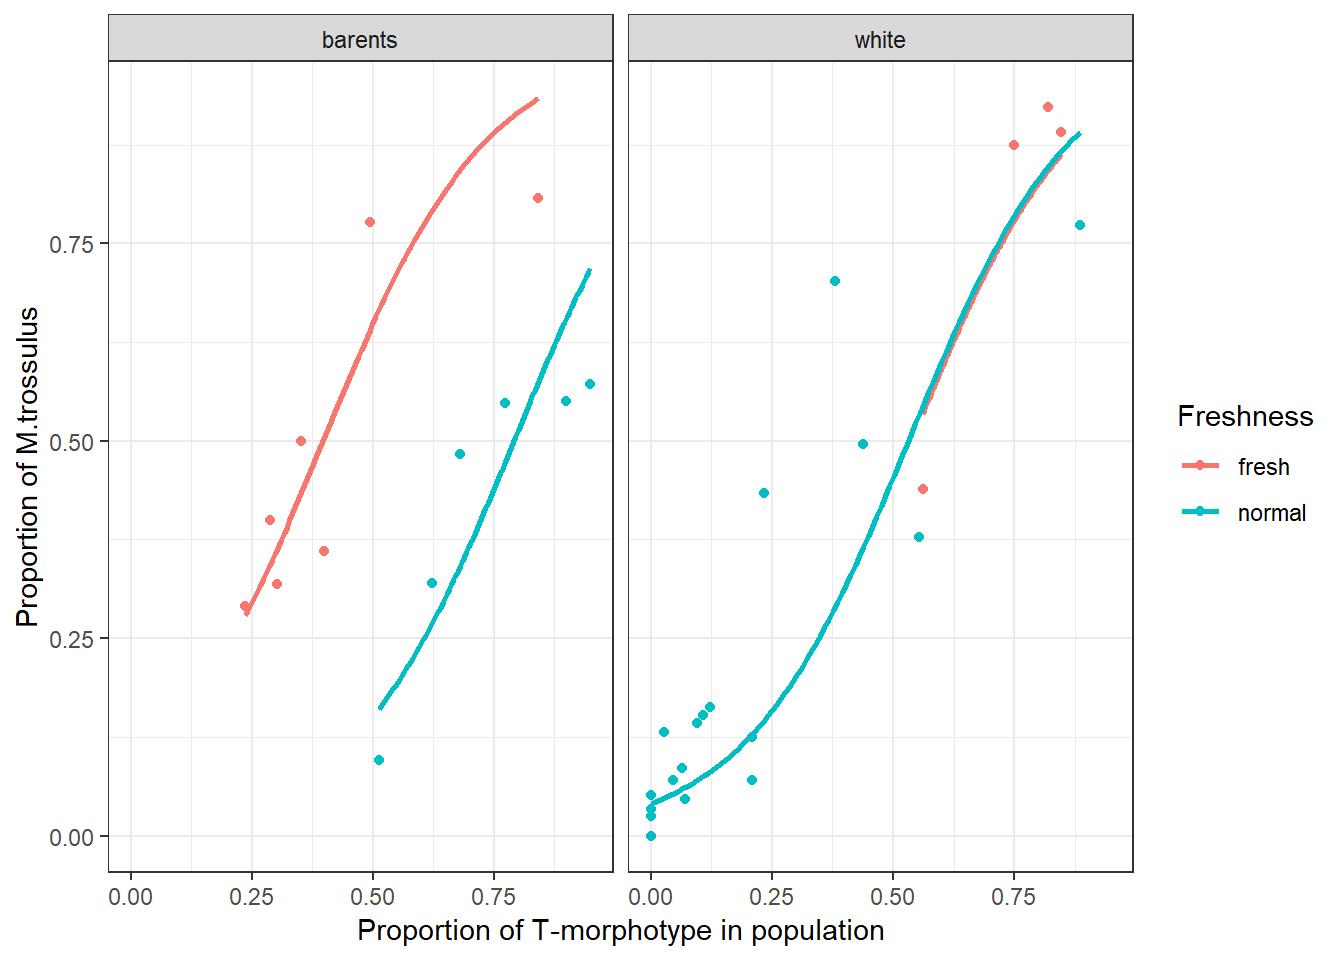 barents
white
Proportion of M.trossulus
0.75
0.50
0.25
0.00
0.00 0.25 0.50 0.75
0.00 0.25 0.50 0.75
Proportion of T-morphotype in population
Freshness
fresh
normal